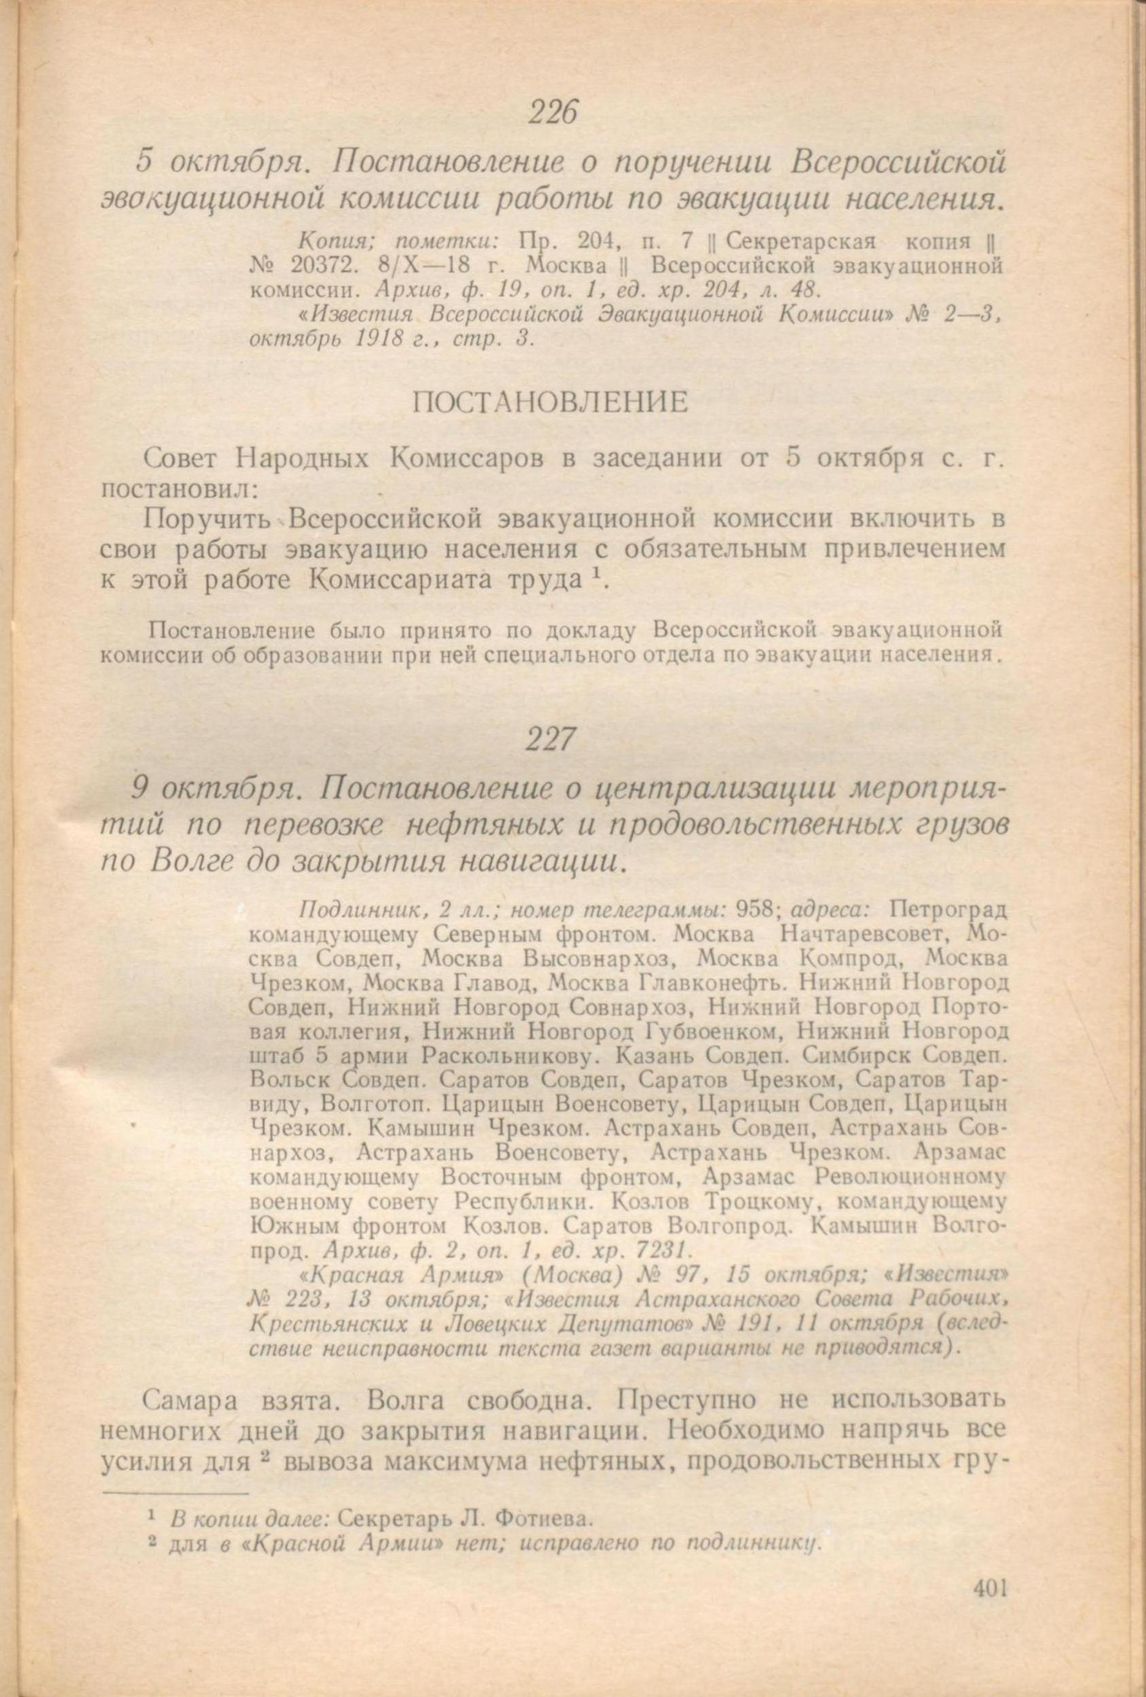 226
5 октября. Постановление о поручении Всероссийской
эвакуационной комиссии работы по эвакуации населения.
Копия; пометки: Пр. 204, п. 7 || Секретарская копия ||
№ 20372. 8/X—18 г. Москва || Всероссийской эвакуационной
комиссии. Архив, ф. 19, оп. 1, ед. хр. 204, л. 48.
«Известия Всероссийской Эвакуационной Комиссии» № 2—3,
октябрь 1918 г., стр. 3.
ПОСТАНОВЛЕНИЕ
Совет Народных Комиссаров в заседании от 5 октября с. г.
постановил:
Поручить Всероссийской эвакуационной комиссии включить в
свои работы эвакуацию населения с обязательным привлечением
к этой работе Комиссариата труда ¹.
Постановление было принято по докладу Всероссийской эвакуационной
комиссии об образовании при ней специального отдела по эвакуации населения.
227
9 октября. Постановление о централизации мероприя-
тий по перевозке нефтяных и продовольственных грузов
по Волге до закрытия навигации.
Подлинник, 2 лл.; номер телеграммы: 958; адреса: Петроград
командующему Северным фронтом. Москва Начтаревсовет, Мо-
сква Совдеп, Москва Высовнархоз, Москва Компрод, Москва
Чрезком, Москва Главод, Москва Главконефть. Нижний Новгород
Совдеп, Нижний Новгород Совнархоз, Нижний Новгород Порто-
вая коллегия, Нижний Новгород Губвоенком, Нижний Новгород
штаб 5 армии Раскольникову. Казань Совдеп. Симбирск Совдеп.
Вольск Совдеп. Саратов Совдеп, Саратов Чрезком, Саратов Тар-
виду, Волготоп. Царицын Военсовету, Царицын Совдеп, Царицын
Чрезком. Камышин Чрезком. Астрахань Совдеп, Астрахань Сов-
нархоз, Астрахань Военсовету, Астрахань Чрезком. Арзамас
командующему Восточным фронтом, Арзамас Революционному
военному совету Республики. Козлов Троцкому, командующему
Южным фронтом Козлов. Саратов Волгопрод. Камышин Волго-
прод. Архив, ф. 2, оп. 1, ед. хр. 7231.
«Красная Армия» (Москва) № 97, 15 октября; «Известия»
№ 223, 13 октября; «Известия Астраханского Совета Рабочих,
Крестьянских и Ловецких Депутатов» № 191, 11 октября (вслед-
ствие неисправности текста газет варианты не приводятся).
Самара взята. Волга свободна. Преступно не использовать
немногих дней до закрытия навигации. Необходимо напрячь все
усилия для ² вывоза максимума нефтяных, продовольственных гру-
¹ В копии далее: Секретарь Л. Фотиева.
² для в «Красной Армии» нет; исправлено по подлиннику.
401